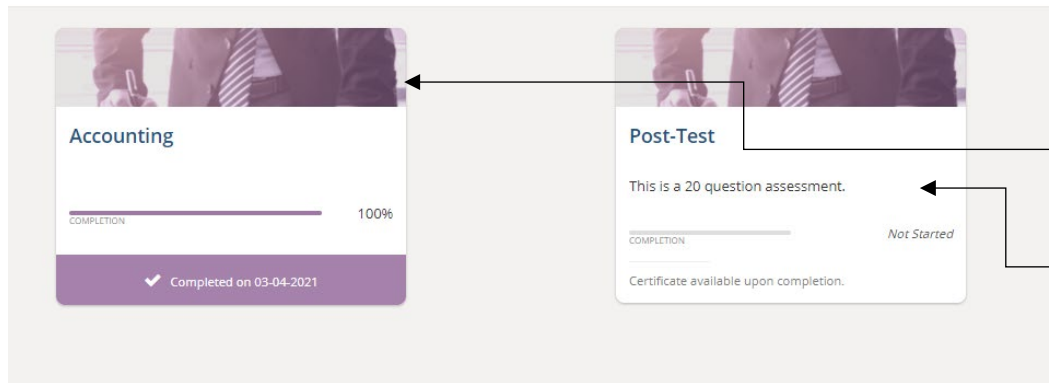 Accounting
100%
COMPLETION
Completed on 03-04-2021
Post-Test
This is a 20 question assessment.
Not Started
COMPLETION
Certificate available upon completion.